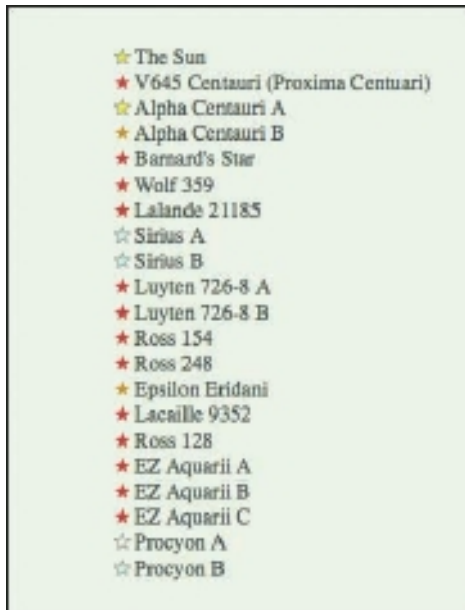 The Sun
V645 Centauri (Proxima Centuari)
Alpha Centauri A
Alpha Centauri B
Barnard's Star
Wolf 359
Lalande 21185
Sirius A
Sirius B
Luyten 726-8 A
Luyten 726-8 B
Ross 154
Ross 248
Epsilon Eridani
Lacaille 9352
Ross 128
EZ Aquarii A
EZ Aquarii B
EZ Aquarii C
Procyon A
Procyon B